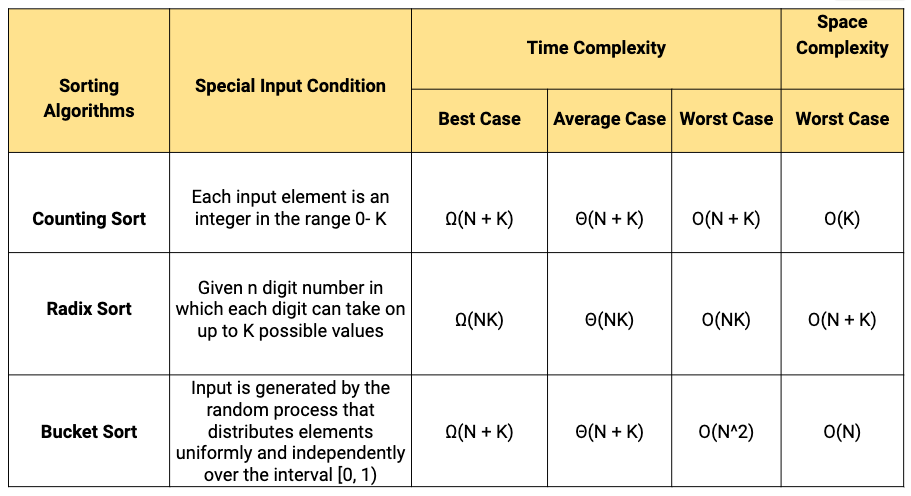 Sorting
Algorithms
Special Input Condition
Time Complexity
Space
Complexity
Best Case
Average Case
Worst Case
Worst Case
Counting Sort
Each input element is an
integer in the range 0- K
Ω(N + K)
Θ(N + K)
O(N + K)
O(K)
Radix Sort
Given n digit number in
which each digit can take on
up to K possible values
Ω(NK)
Θ(NK)
O(NK)
O(N + K)
Bucket Sort
Input is generated by the
random process that
distributes elements
uniformly and independently
over the interval [0, 1)
Ω(N + K)
Θ(N + K)
O(N^2)
O(N)